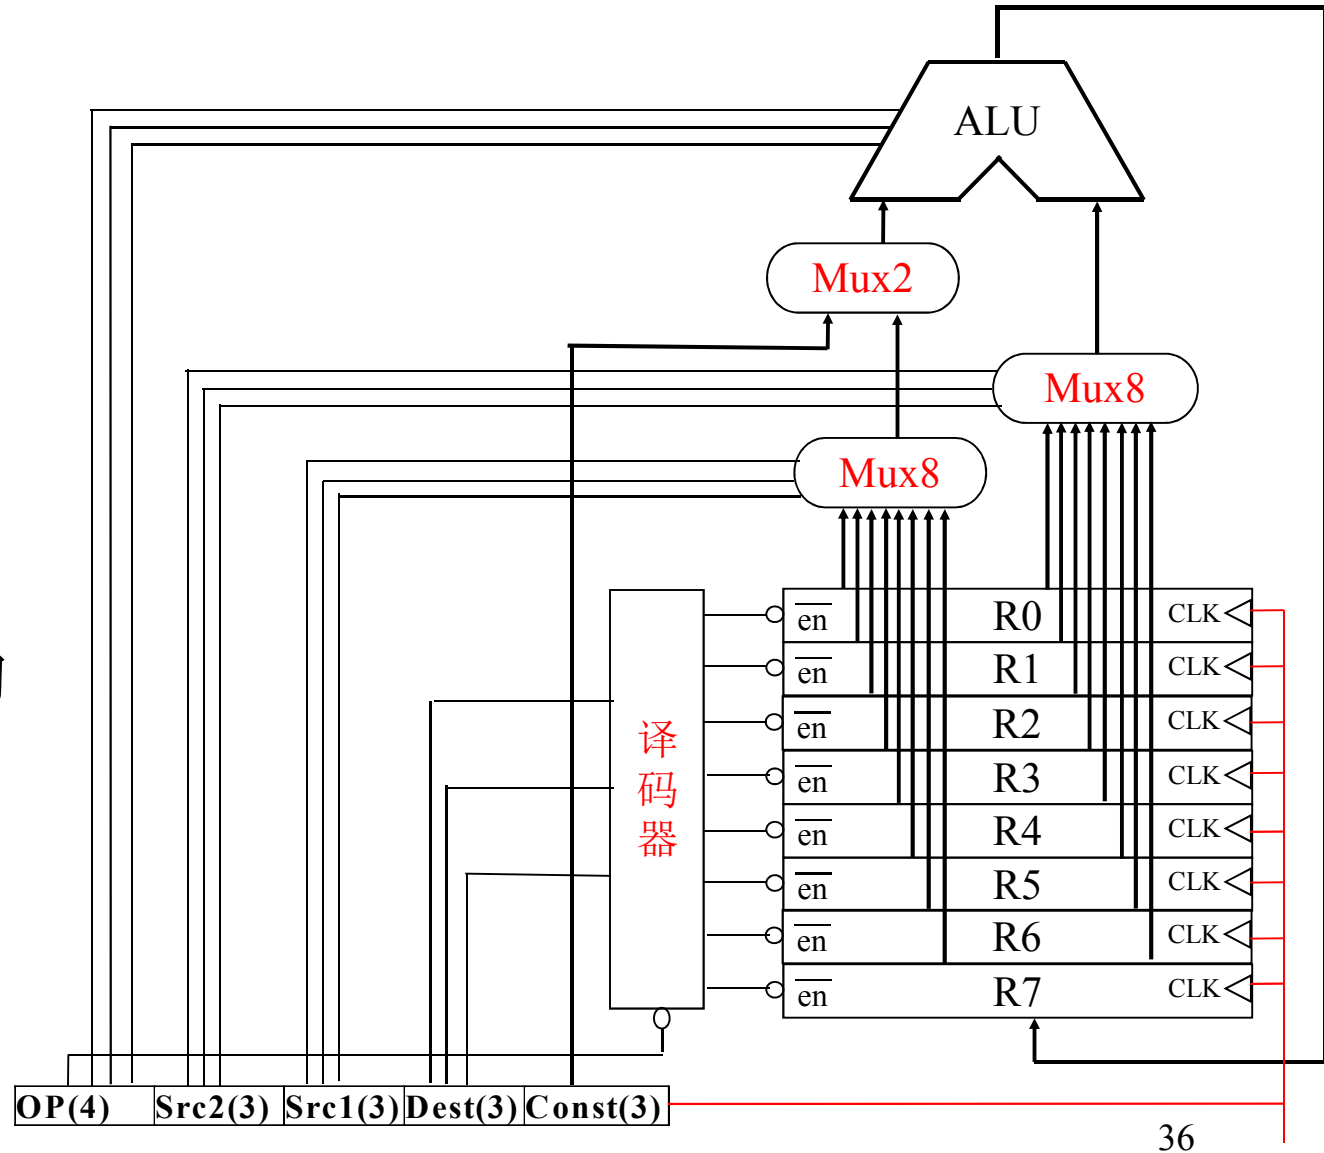 ALU
Mux2
Mux8
Mux8
en R0 CLK
en R1 CLK
en R2 CLK
en R3 CLK
en R4 CLK
en R5 CLK
en R6 CLK
en R7 CLK
译
码
器
OP(4) Src2(3) Src1(3) Dest(3) Const(3)
36